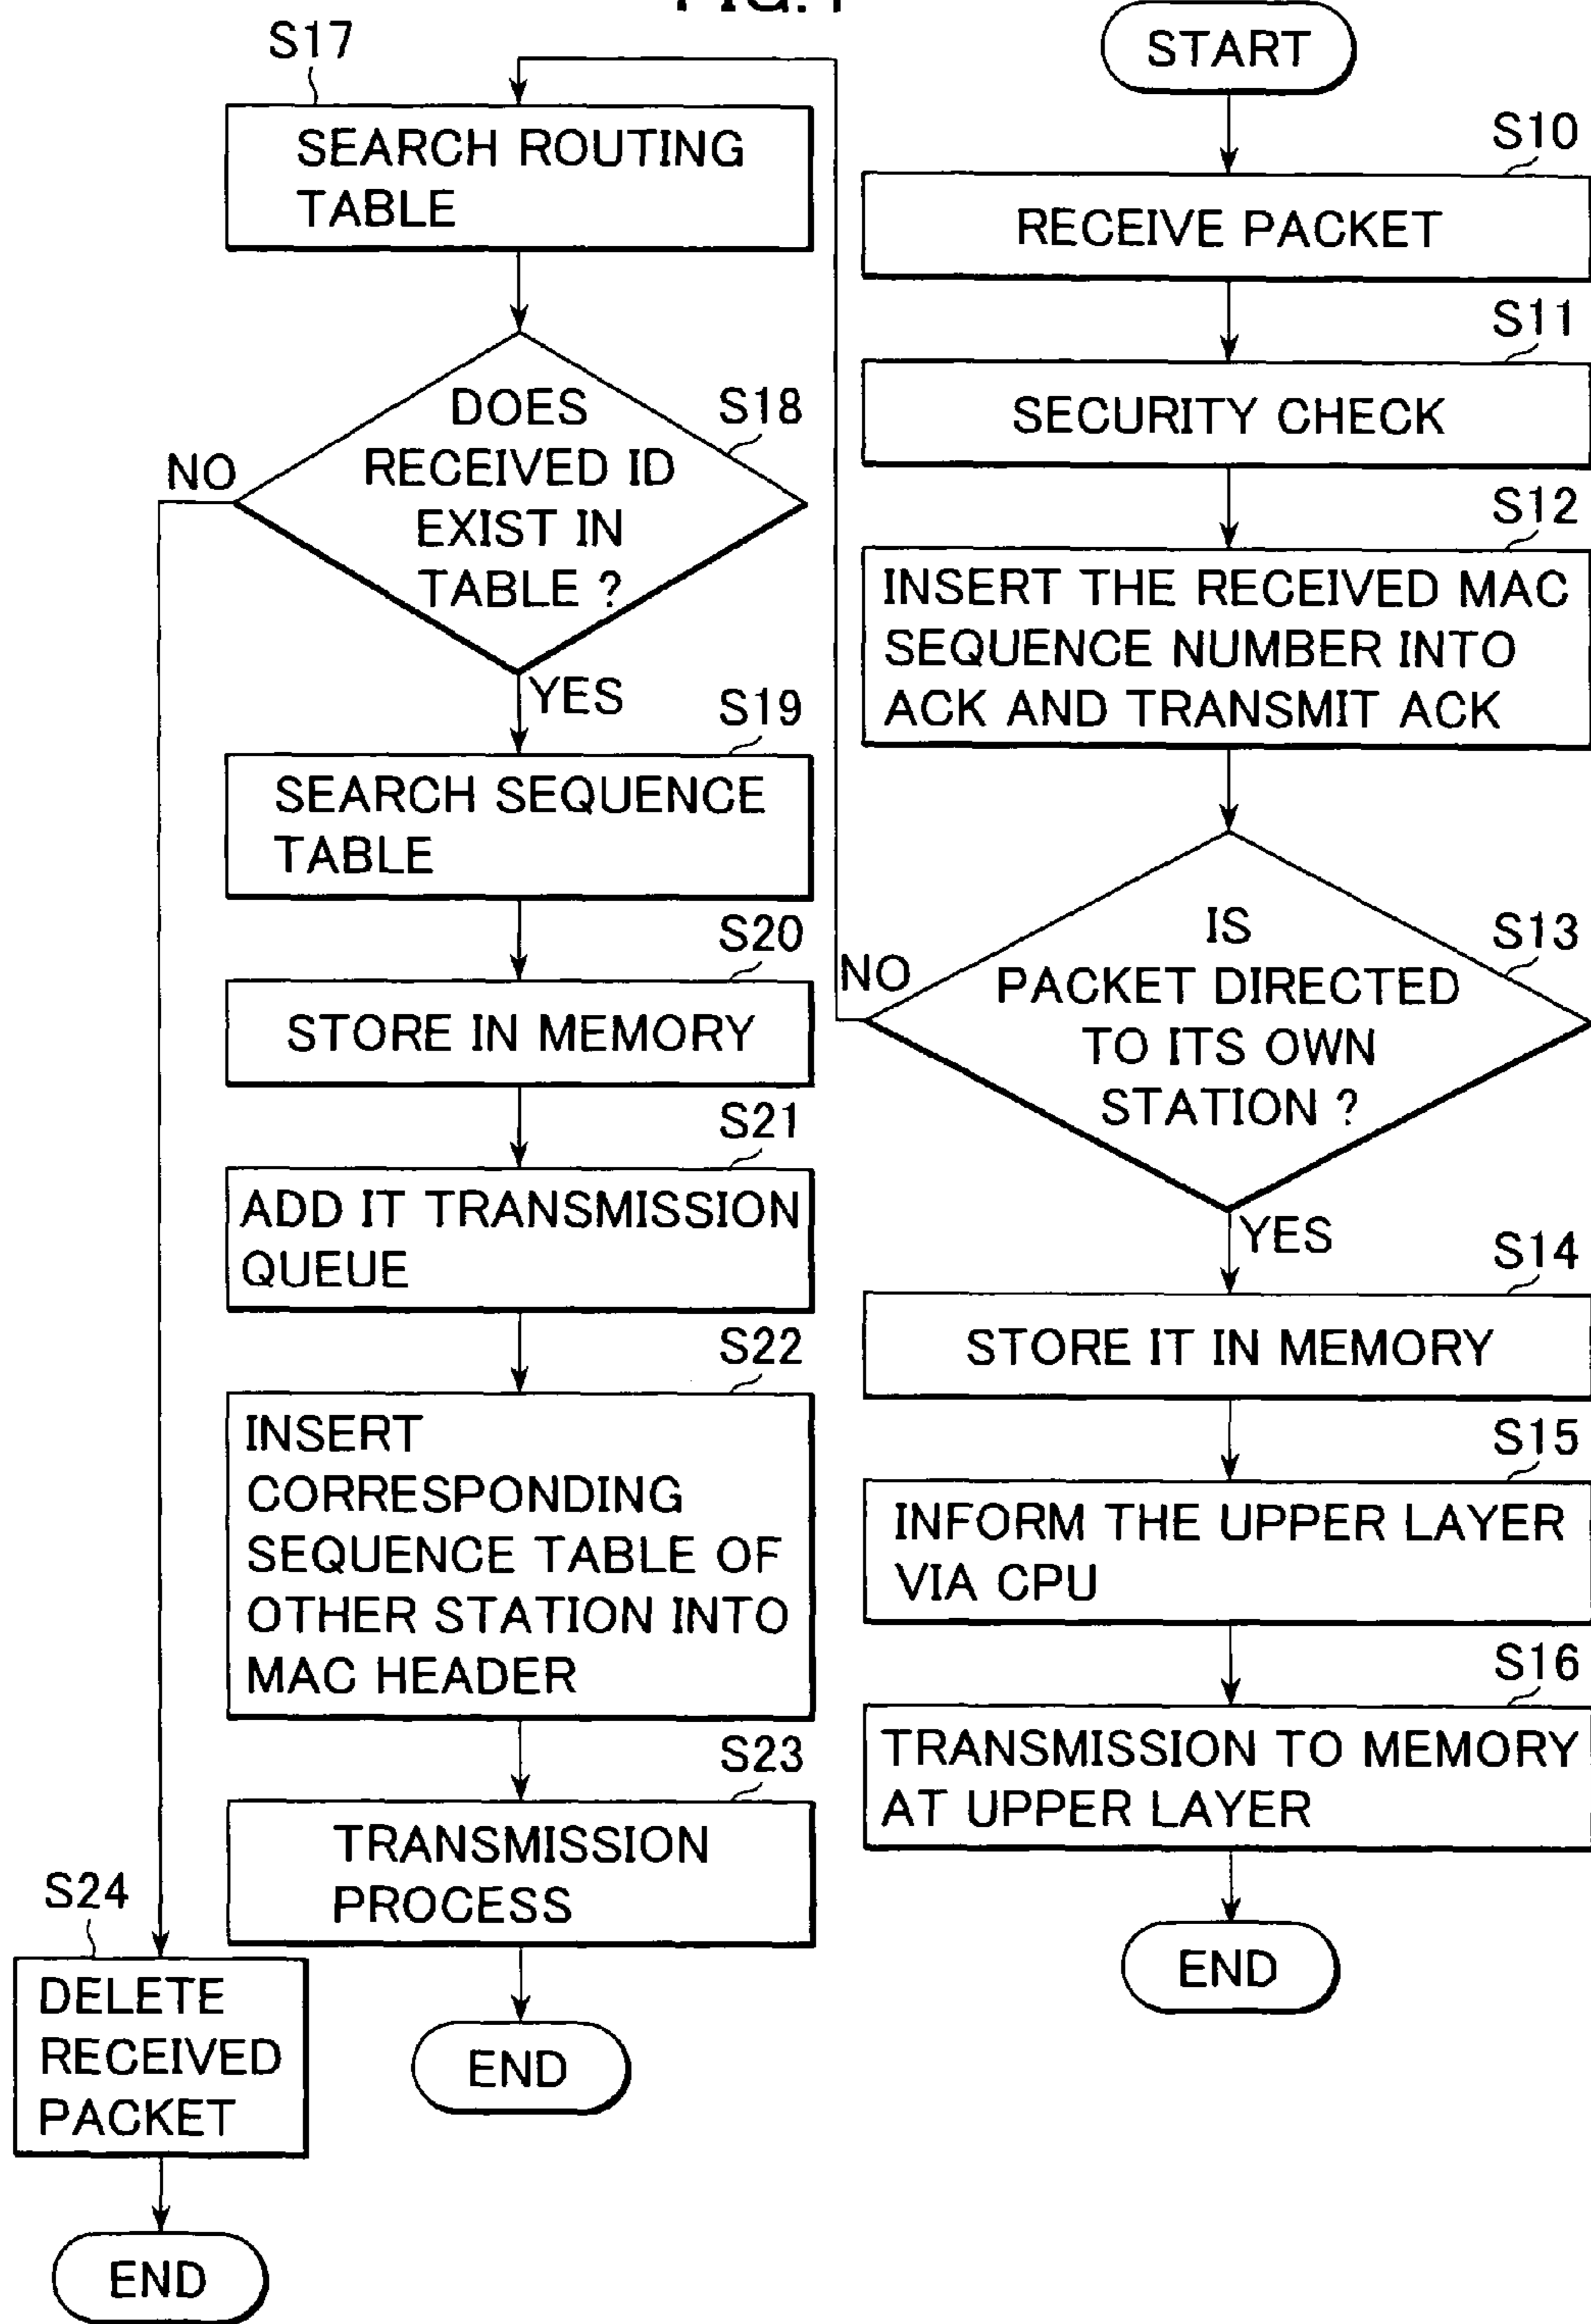 FIG.
START
S10
RECEIVE PACKET
S11
SECURITY CHECK
S12
INSERT THE RECEIVED MAC
SEQUENCE NUMBER INTO
ACK AND TRANSMIT ACK
IS
PACKET DIRECTED
TO ITS OWN
STATION ?
S13
NO
YES
S14
STORE IT IN MEMORY
S15
INFORM THE UPPER LAYER
VIA CPU
S16
TRANSMISSION TO MEMORY
AT UPPER LAYER
END
S17
SEARCH ROUTING
TABLE
DOES
RECEIVED ID
EXIST IN
TABLE ?
S18
NO
YES
S19
SEARCH SEQUENCE
TABLE
S20
STORE IN MEMORY
S21
ADD IT TRANSMISSION
QUEUE
S22
INSERT
CORRESPONDING
SEQUENCE TABLE OF
OTHER STATION INTO
MAC HEADER
S23
TRANSMISSION
PROCESS
END
S24
DELETE
RECEIVED
PACKET
END